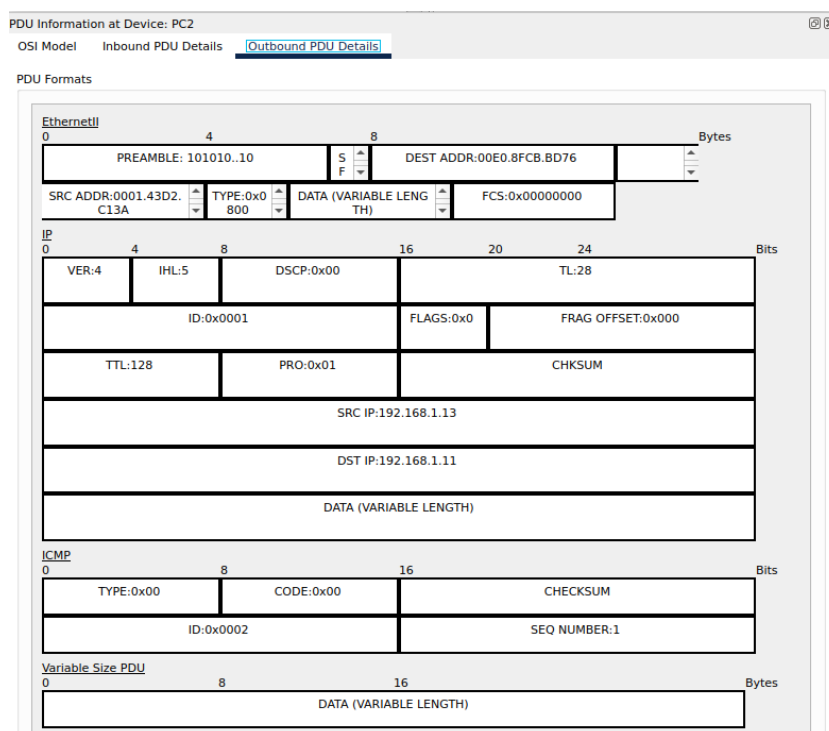 PDU Information at Device: PC2
OSI Model Inbound PDU Details Outbound PDU Details
PDU Formats
EthernetII
0 4 8 Bytes
PREAMBLE: 101010..10 S F DEST ADDR:00E0.8FCB.BD76
SRC ADDR:0001.43D2.C13A TYPE:0x0800 DATA (VARIABLE LENGTH) FCS:0x00000000
IP
0 4 8 16 20 24 Bits
VER:4 IHL:5 DSCP:0x00 TL:28
ID:0x0001 FLAGS:0x0 FRAG OFFSET:0x000
TTL:128 PRO:0x01 CHKSUM
SRC IP:192.168.1.13
DST IP:192.168.1.11
DATA (VARIABLE LENGTH)
ICMP
0 8 16 Bits
TYPE:0x00 CODE:0x00 CHECKSUM
ID:0x0002 SEQ NUMBER:1
Variable Size PDU
0 8 16 Bytes
DATA (VARIABLE LENGTH)